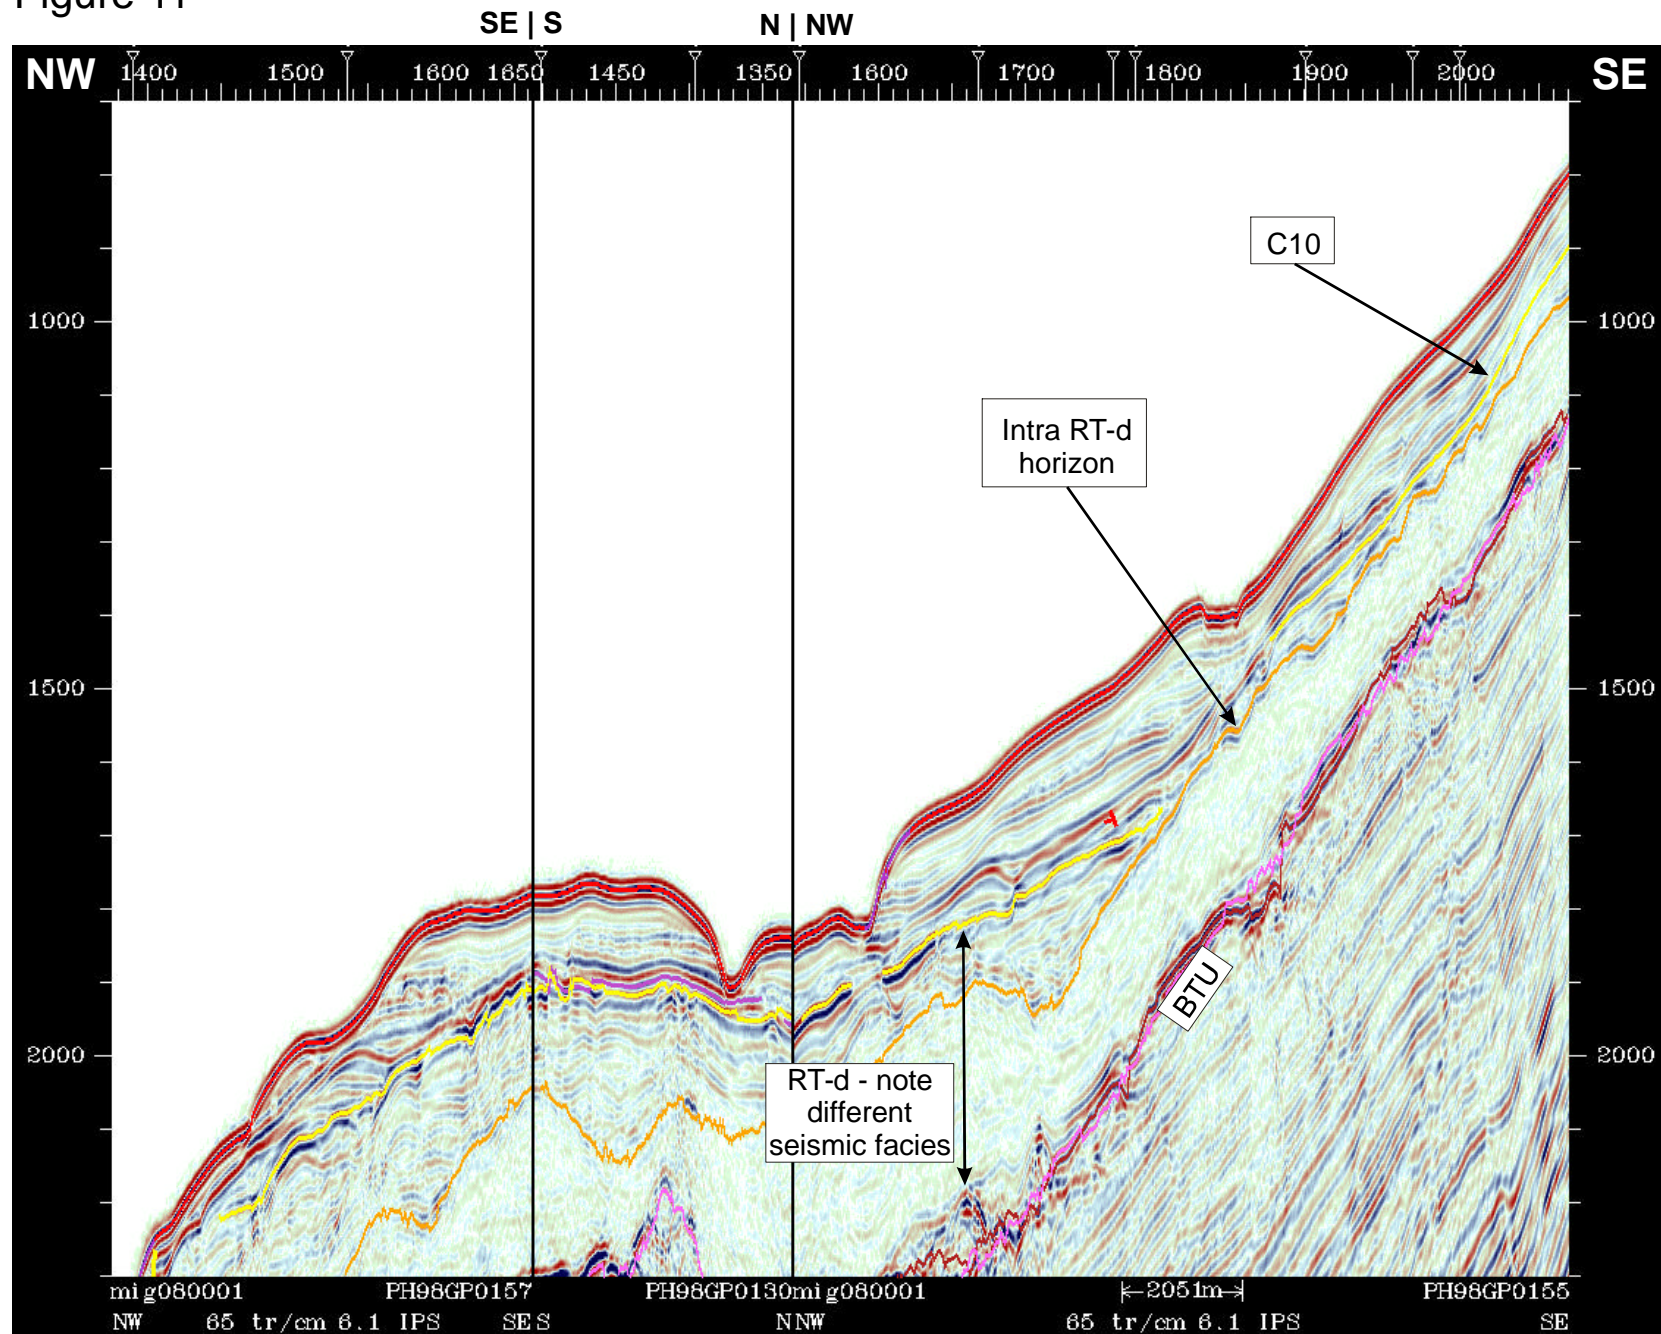 Figure 11
SE | S N | NW
NW 1400 1500 1600 1650 1450 1350 1600 1700 1800 1900 2000 SE
C10
1000 1000
Intra RT-d
horizon
1500 1500
BTU
2000 2000
RT-d - note
different
seismic facies
mig080001 PH98GP0157 PH98GP0130mig080001 2051m PH98GP0155
NW 65 tr/cm 6.1 IPS SE S N NW 65 tr/cm 6.1 IPS SE